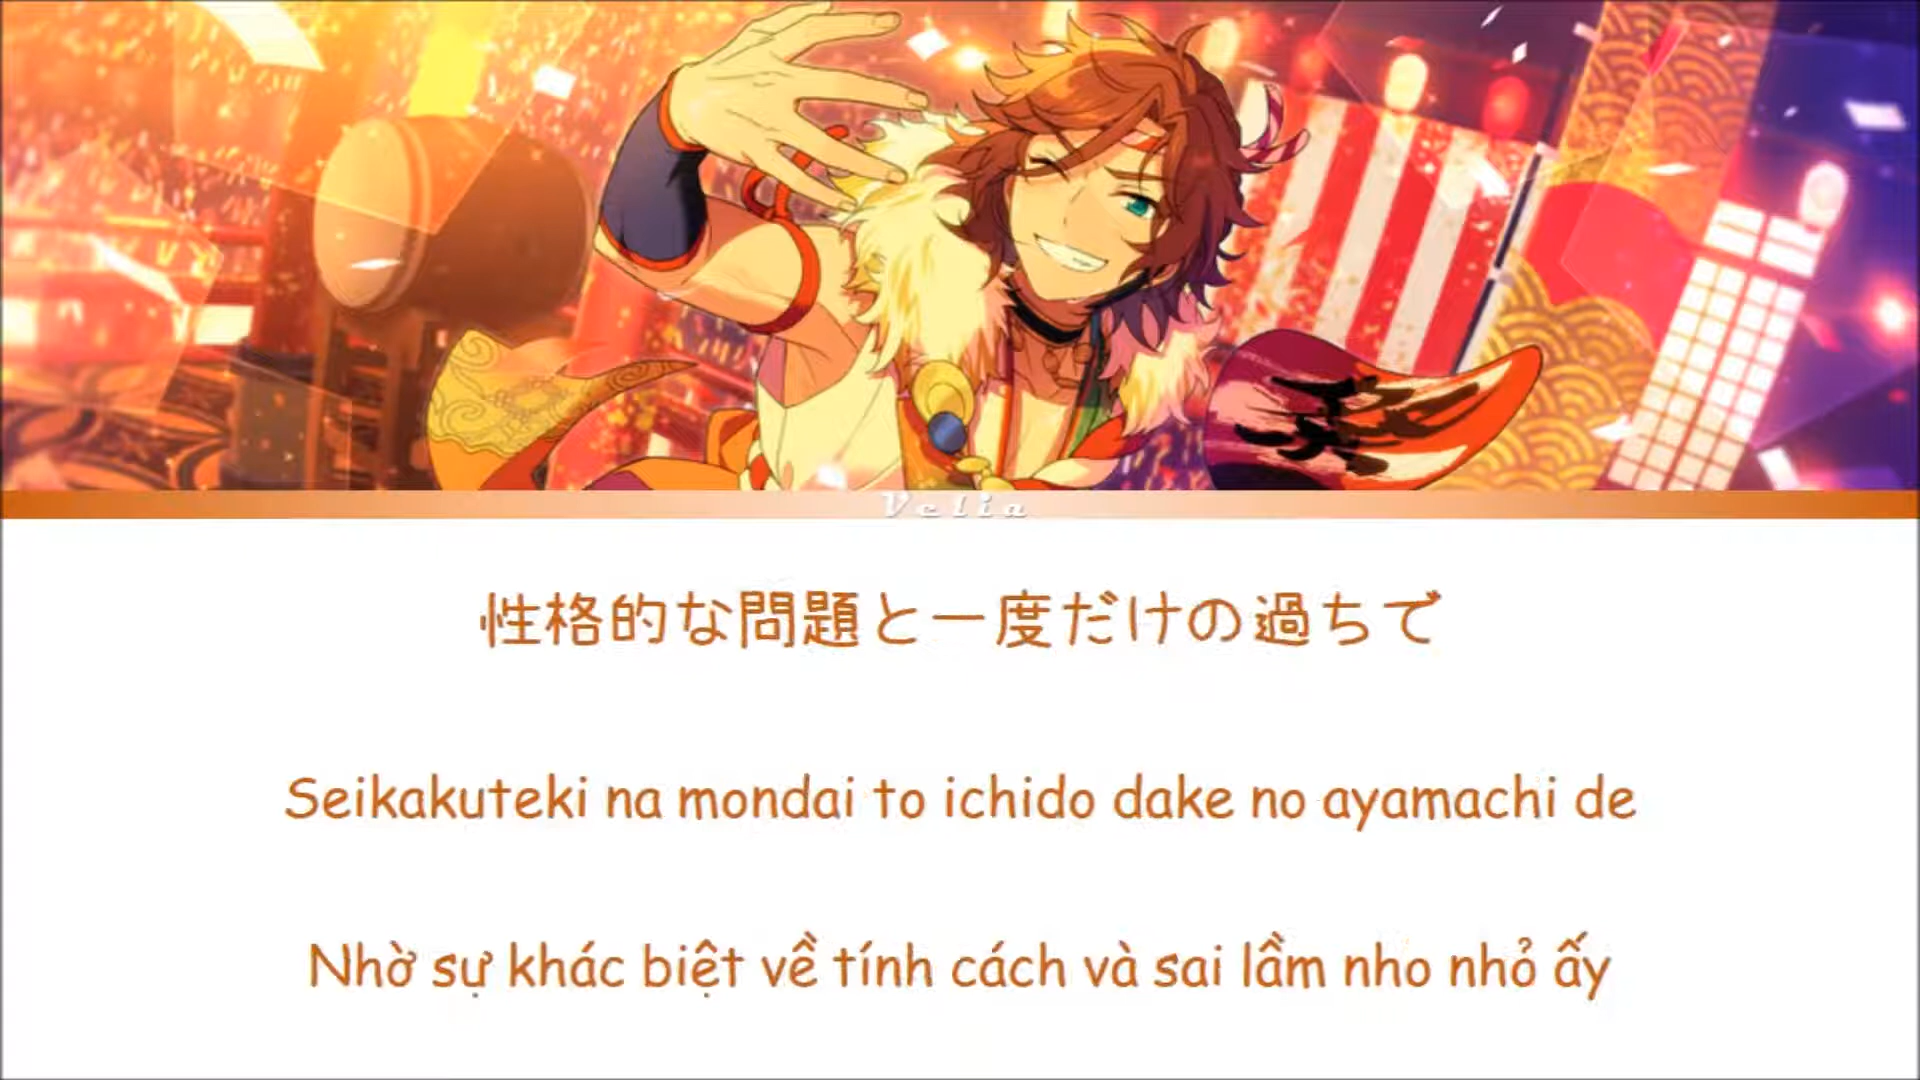 Velia
性格的な問題と一度だけの過ちで
Seikakuteki na mondai to ichido dake no ayamachi de
Nhờ sự khác biệt về tính cách và sai lầm nho nhỏ ấy